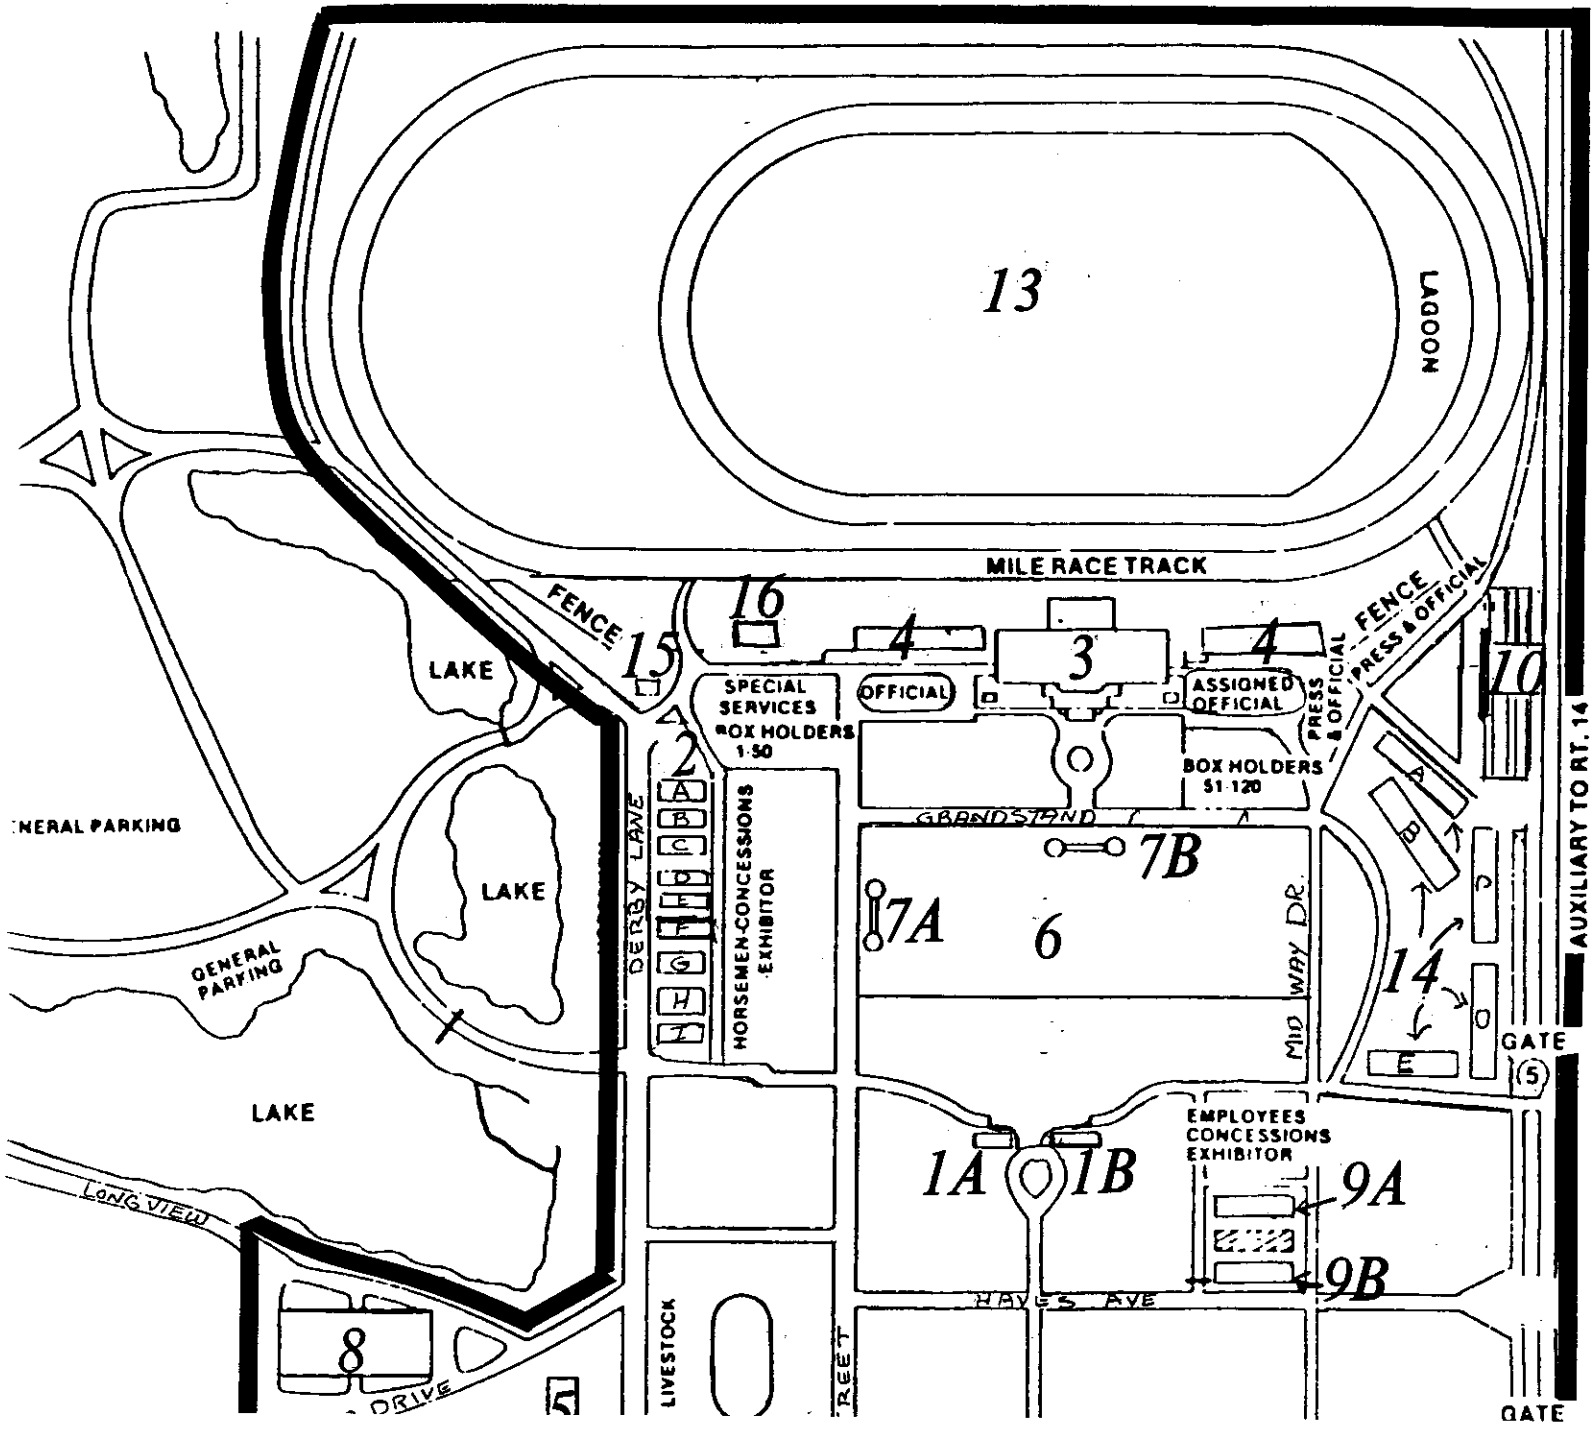 13
LAGOON
MILE RACE TRACK
FENCE
16
15
4
3
4
FENCE
PRESS & OFFICIAL
PRESS
& OFFICIAL
10
LAKE
SPECIAL
SERVICES
BOX HOLDERS
1-50
OFFICIAL
ASSIGNED
OFFICIAL
BOX HOLDERS
51-120
AUXILIARY TO RT. 14
2
A
B
C
D
E
F
G
H
I
DERBY LANE
HORSEMEN-CONCESSIONS
EXHIBITOR
GRANDSTAND
7B
7A
6
MID WAY DR.
A
B
C
D
E
14
GATE
5
ENERAL PARKING
LAKE
GENERAL
PARKING
LAKE
LONGVIEW
1A
1B
EMPLOYEES
CONCESSIONS
EXHIBITOR
9A
9B
HAYES AVE
8
DRIVE
5
LIVESTOCK
REET
GATE